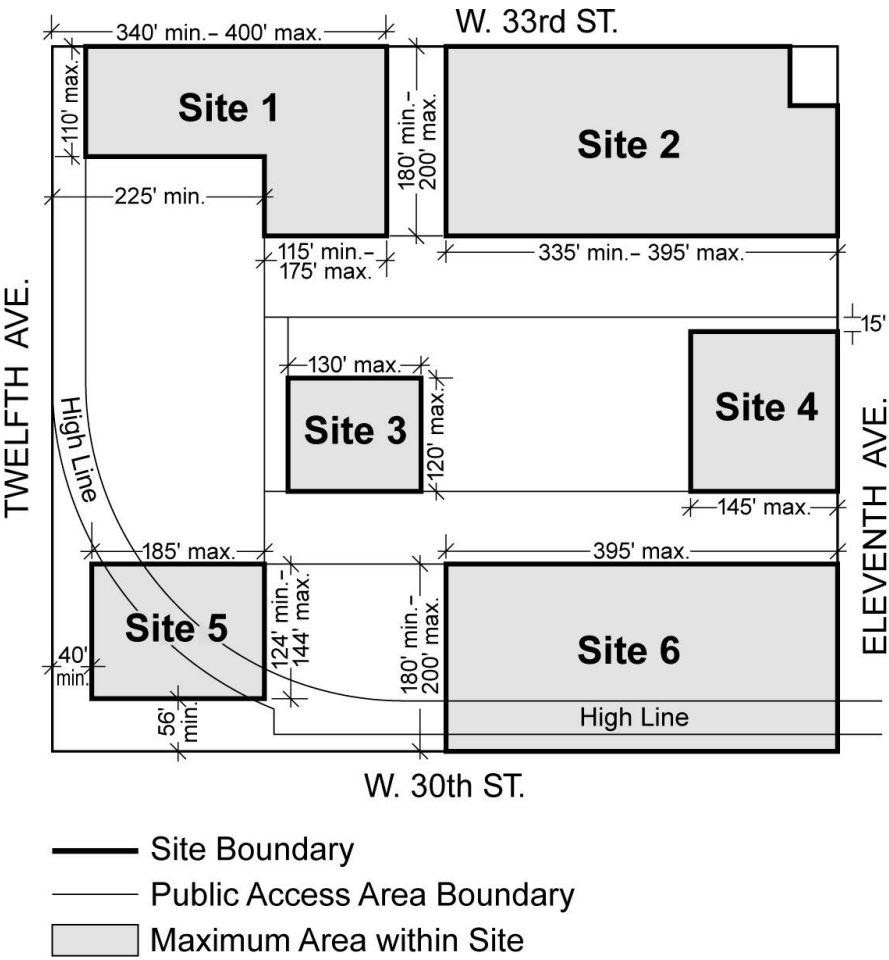 W. 33rd ST.
340' min.– 400' max.
110' max.
Site 1
180' min.–
200' max.
Site 2
225' min.
115' min.–
175' max.
335' min.– 395' max.
TWELFTH AVE.
15'
130' max.
Site 3
120' max.
Site 4
ELEVENTH AVE.
High Line
145' max.
185' max.
395' max.
Site 5
124' min.–
144' max.
180' min.–
200' max.
Site 6
40'
min.
56'
min.
High Line
W. 30th ST.
Site Boundary
Public Access Area Boundary
Maximum Area within Site